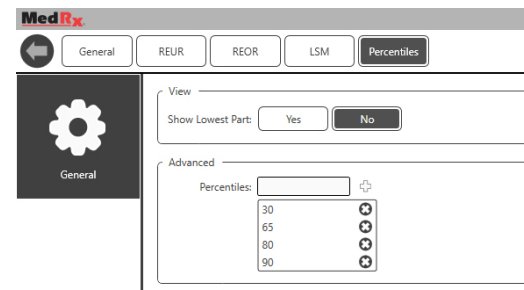 MedRx
General REUR REOR LSM Percentiles
General
View
Show Lowest Part: Yes No
Advanced
Percentiles:
30
65
80
90